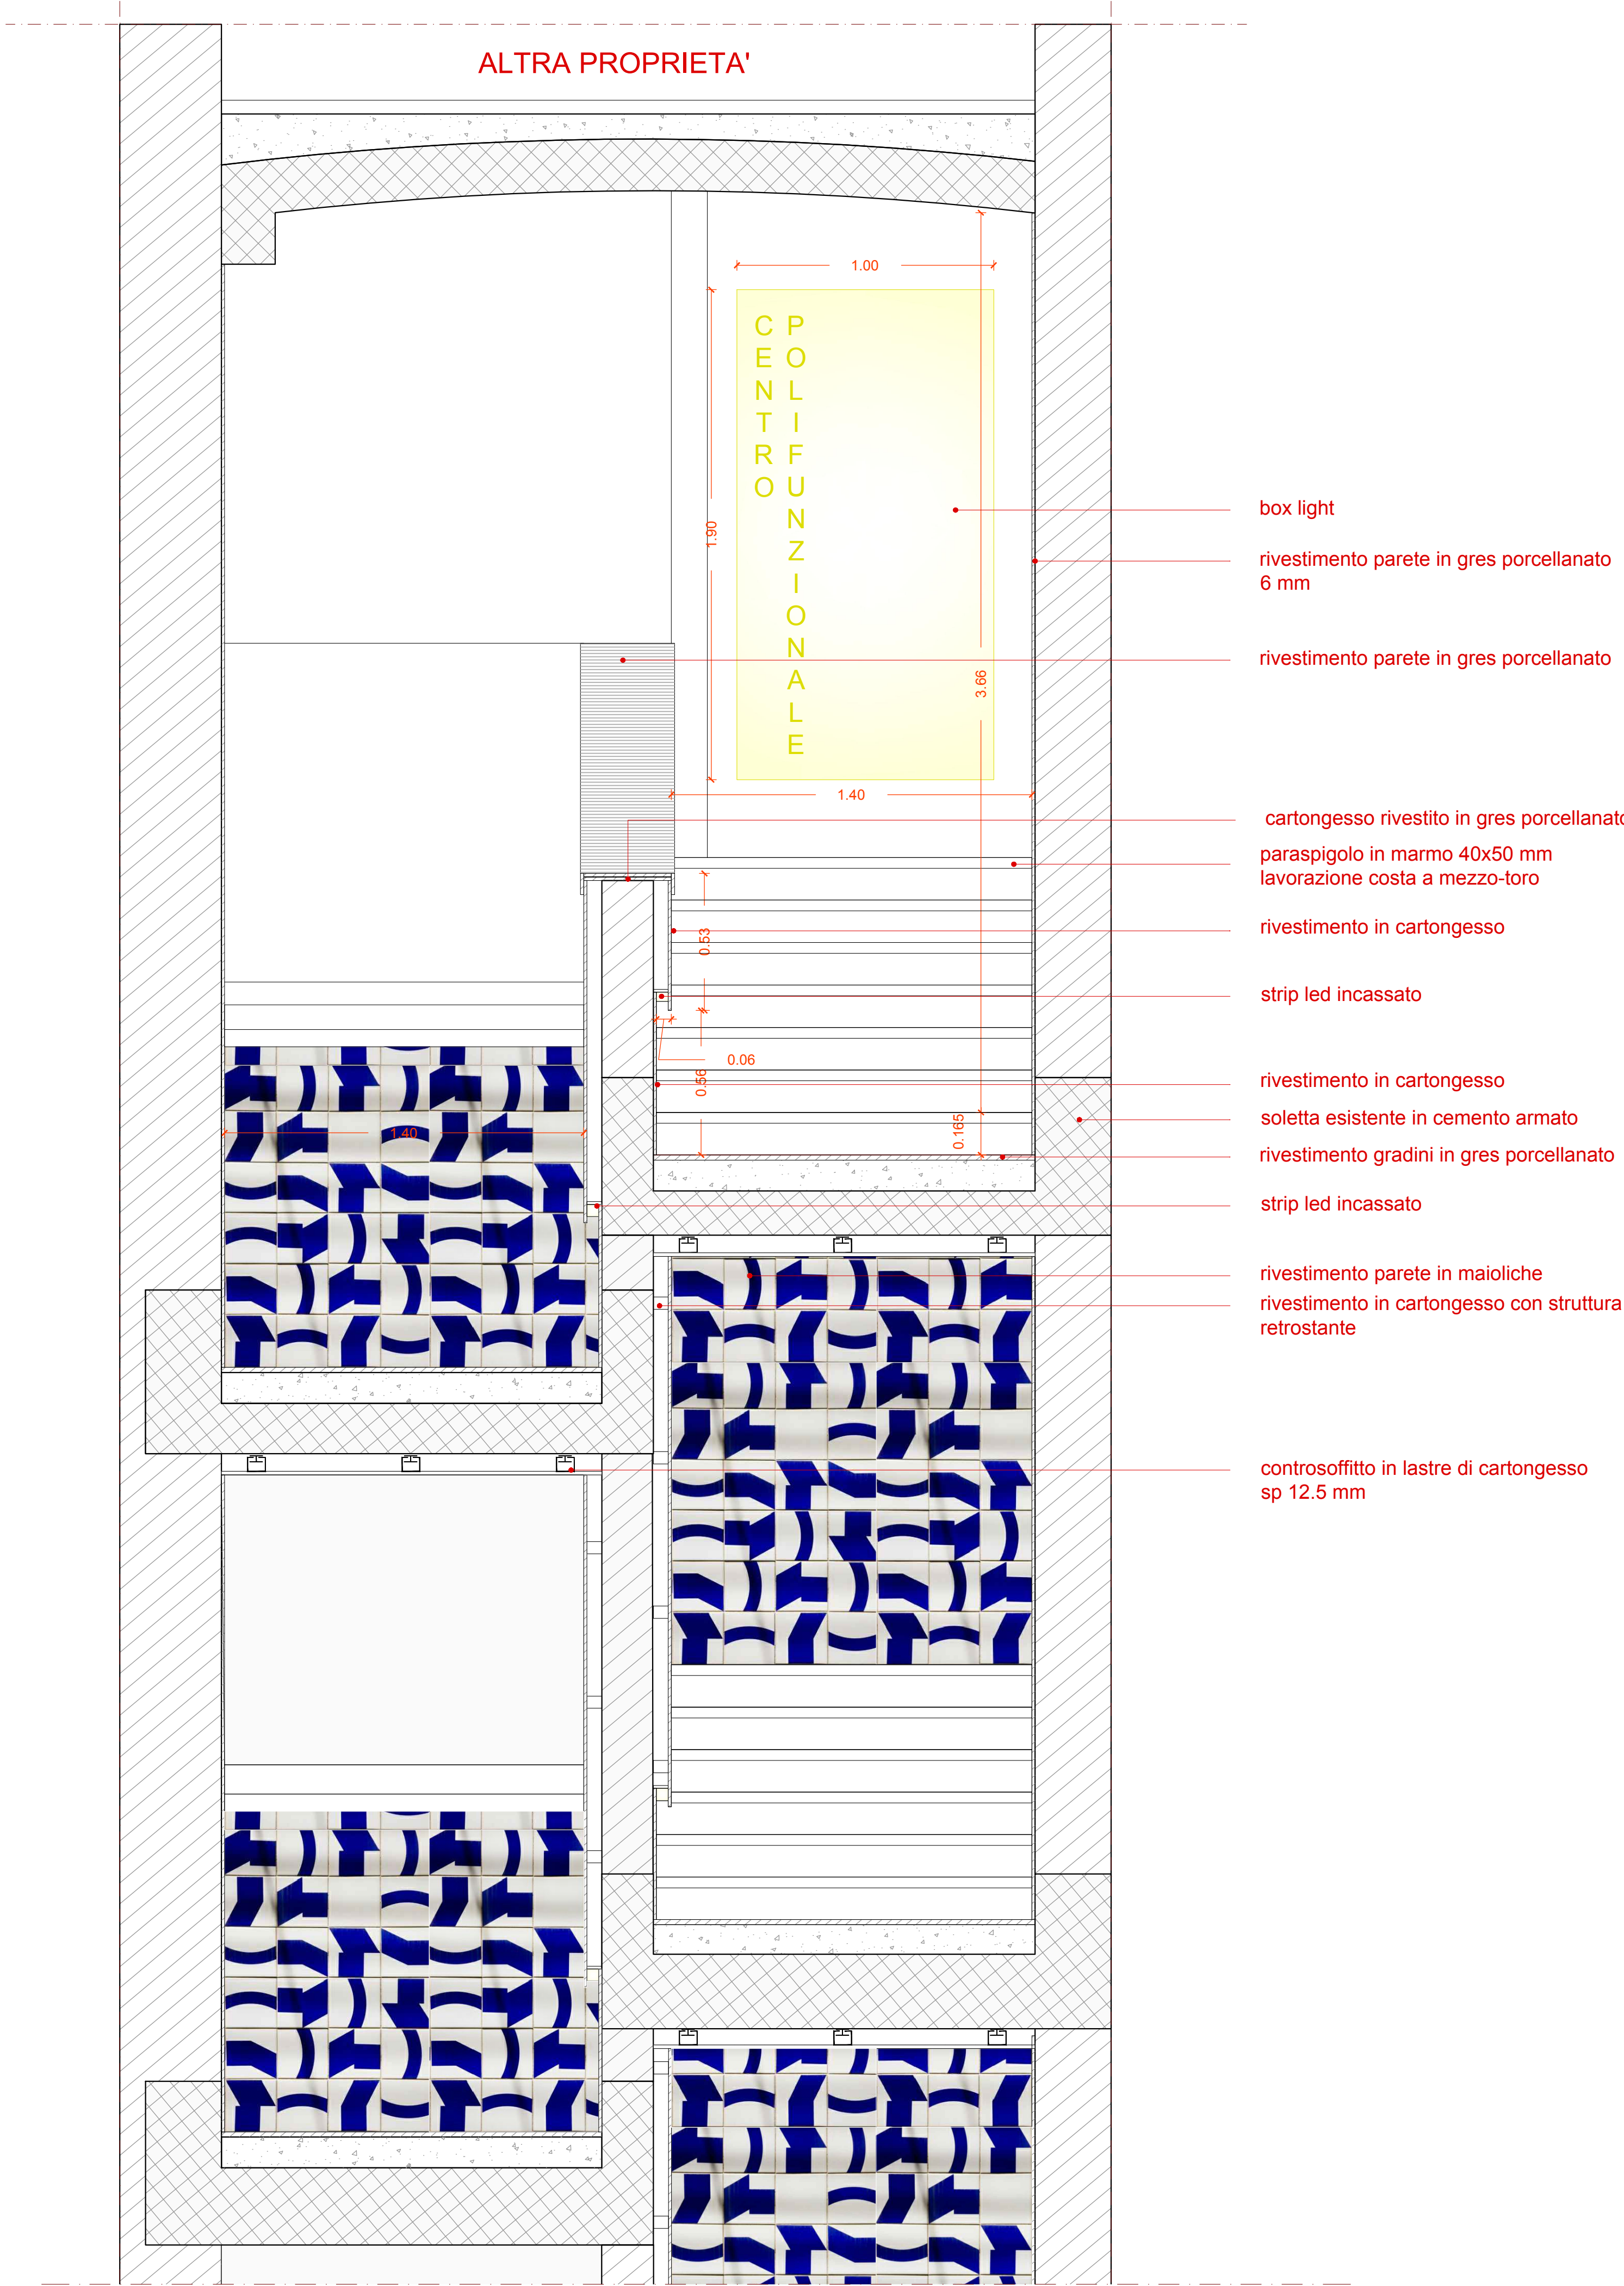 ALTRA PROPRIETA'
1.00
CENTRO
POLIFUNZIONALE
1.90
3.66
1.40
box light
rivestimento parete in gres porcellanato
6 mm
rivestimento parete in gres porcellanato
cartongesso rivestito in gres porcellanato
paraspigolo in marmo 40x50 mm
lavorazione costa a mezzo-toro
rivestimento in cartongesso
0.53
strip led incassato
0.06
0.56
rivestimento in cartongesso
soletta esistente in cemento armato
1.40
0.165
rivestimento gradini in gres porcellanato
strip led incassato
rivestimento parete in maioliche
rivestimento in cartongesso con struttura
retrostante
controsoffitto in lastre di cartongesso
sp 12.5 mm